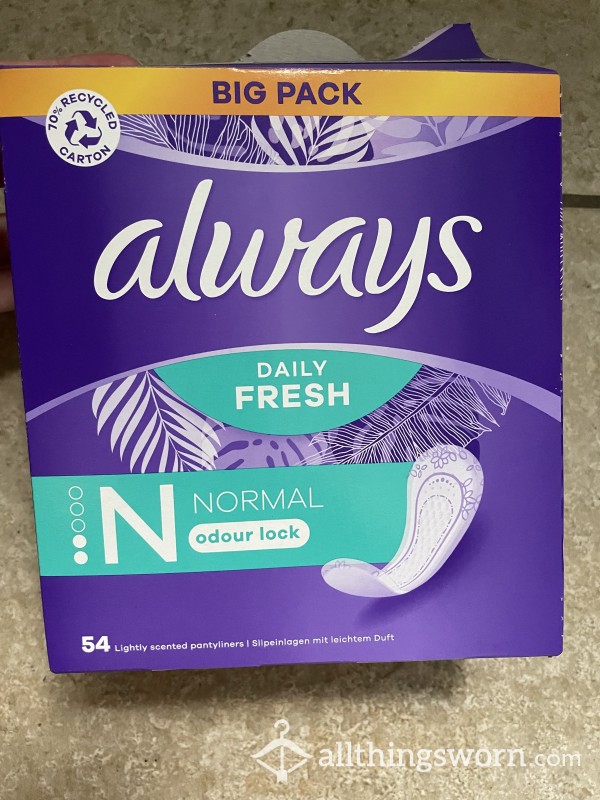 BIG PACK
70% RECYCLED
CARTON
always
DAILY
FRESH
N NORMAL
odour lock
54 Lightly scented pantyliners | Slipeinlagen mit leichtem Duft
allthingsworn.com